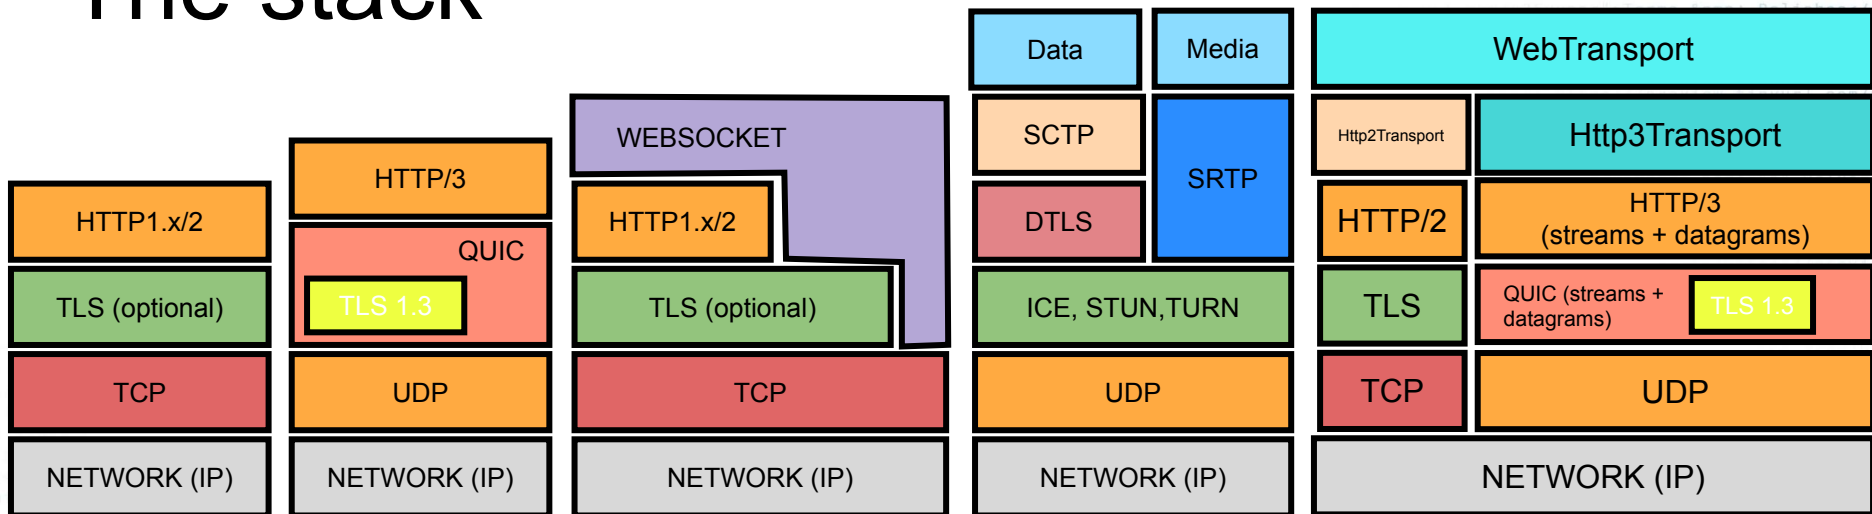 The stack
HTTP1.x/2
TLS (optional)
TCP
NETWORK (IP)
HTTP/3
QUIC
TLS 1.3
UDP
NETWORK (IP)
WEBSOCKET
HTTP1.x/2
TLS (optional)
TCP
NETWORK (IP)
Data
Media
SCTP
SRTP
DTLS
ICE, STUN,TURN
UDP
NETWORK (IP)
WebTransport
Http2Transport
Http3Transport
HTTP/2
HTTP/3
(streams + datagrams)
TLS
QUIC (streams +
datagrams)
TLS 1.3
TCP
UDP
NETWORK (IP)